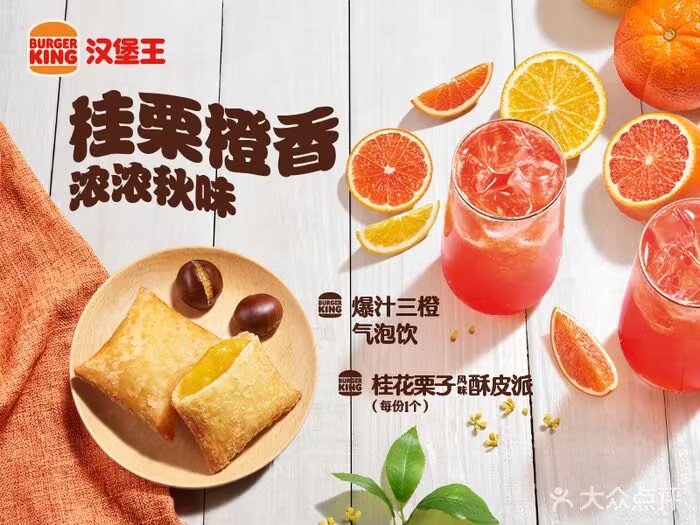 BURGER
KING
汉堡王
桂栗橙香
浓浓秋味
BURGER
KING
爆汁三橙
气泡饮
BURGER
KING
桂花栗子风味酥皮派
（每份1个）
大众点评